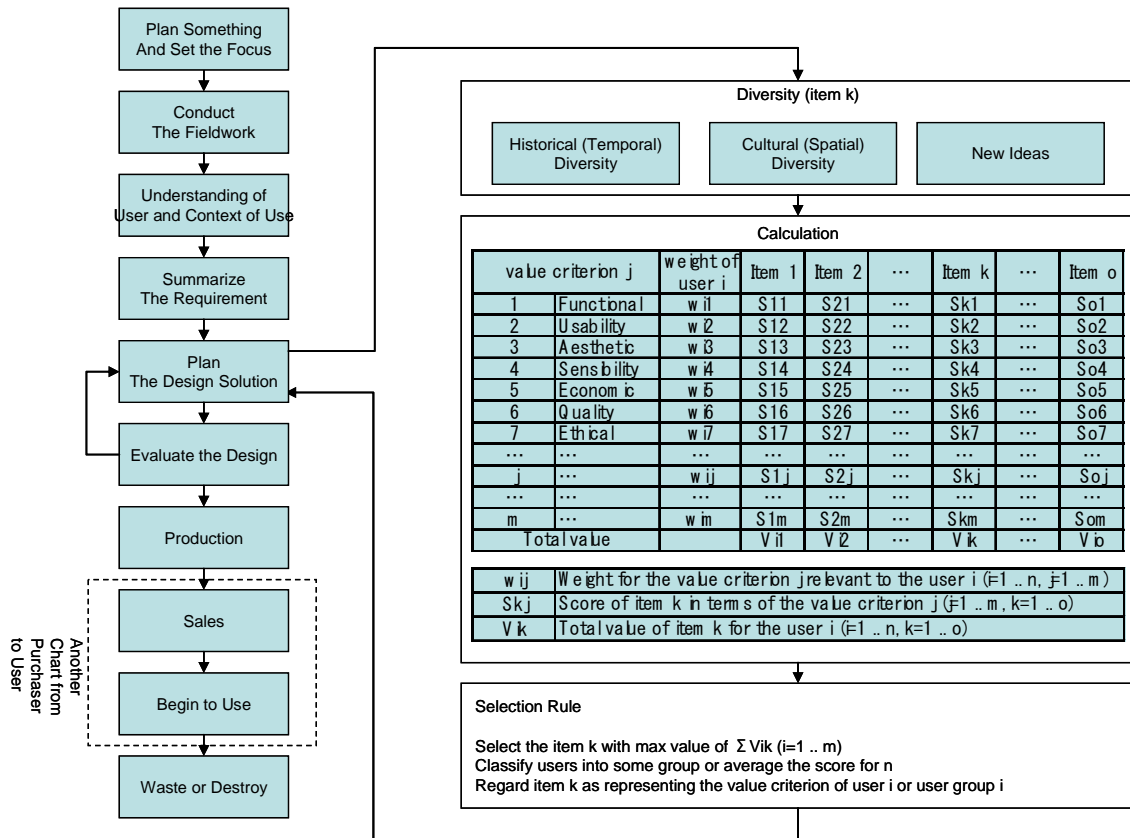 Plan Something
And Set the Focus
Conduct
The Fieldwork
Understanding of
User and Context of Use
Summarize
The Requirement
Plan
The Design Solution
Evaluate the Design
Production
Sales
Begin to Use
Another
Chart from
Purchaser
to User
Waste or Destroy
Diversity (item k)
Historical (Temporal)
Diversity
Cultural (Spatial)
Diversity
New Ideas
Calculation
value criterion j weight of user i Item 1 Item 2 ··· Item k ··· Item o
1 Functional wi1 S11 S21 ··· Sk1 ··· So1
2 Usability wi2 S12 S22 ··· Sk2 ··· So2
3 Aesthetic wi3 S13 S23 ··· Sk3 ··· So3
4 Sensibility wi4 S14 S24 ··· Sk4 ··· So4
5 Economic wi5 S15 S25 ··· Sk5 ··· So5
6 Quality wi6 S16 S26 ··· Sk6 ··· So6
7 Ethical wi7 S17 S27 ··· Sk7 ··· So7
··· ··· ··· ··· ··· ··· ··· ···
j ··· wij S1j S2j ··· Skj ··· Soj
··· ··· ··· ··· ··· ··· ··· ···
m ··· wim S1m S2m ··· Skm ··· Som
Total value Vi1 Vi2 ··· Vik ··· Vio
wij Weight for the value criterion j relevant to the user i (i=1 .. n, j=1 .. m)
Skj Score of item k in terms of the value criterion j (j=1 .. m, k=1 .. o)
Vik Total value of item k for the user i (i=1 .. n, k=1 .. o)
Selection Rule
Select the item k with max value of Σ Vik (i=1 .. m)
Classify users into some group or average the score for n
Regard item k as representing the value criterion of user i or user group i